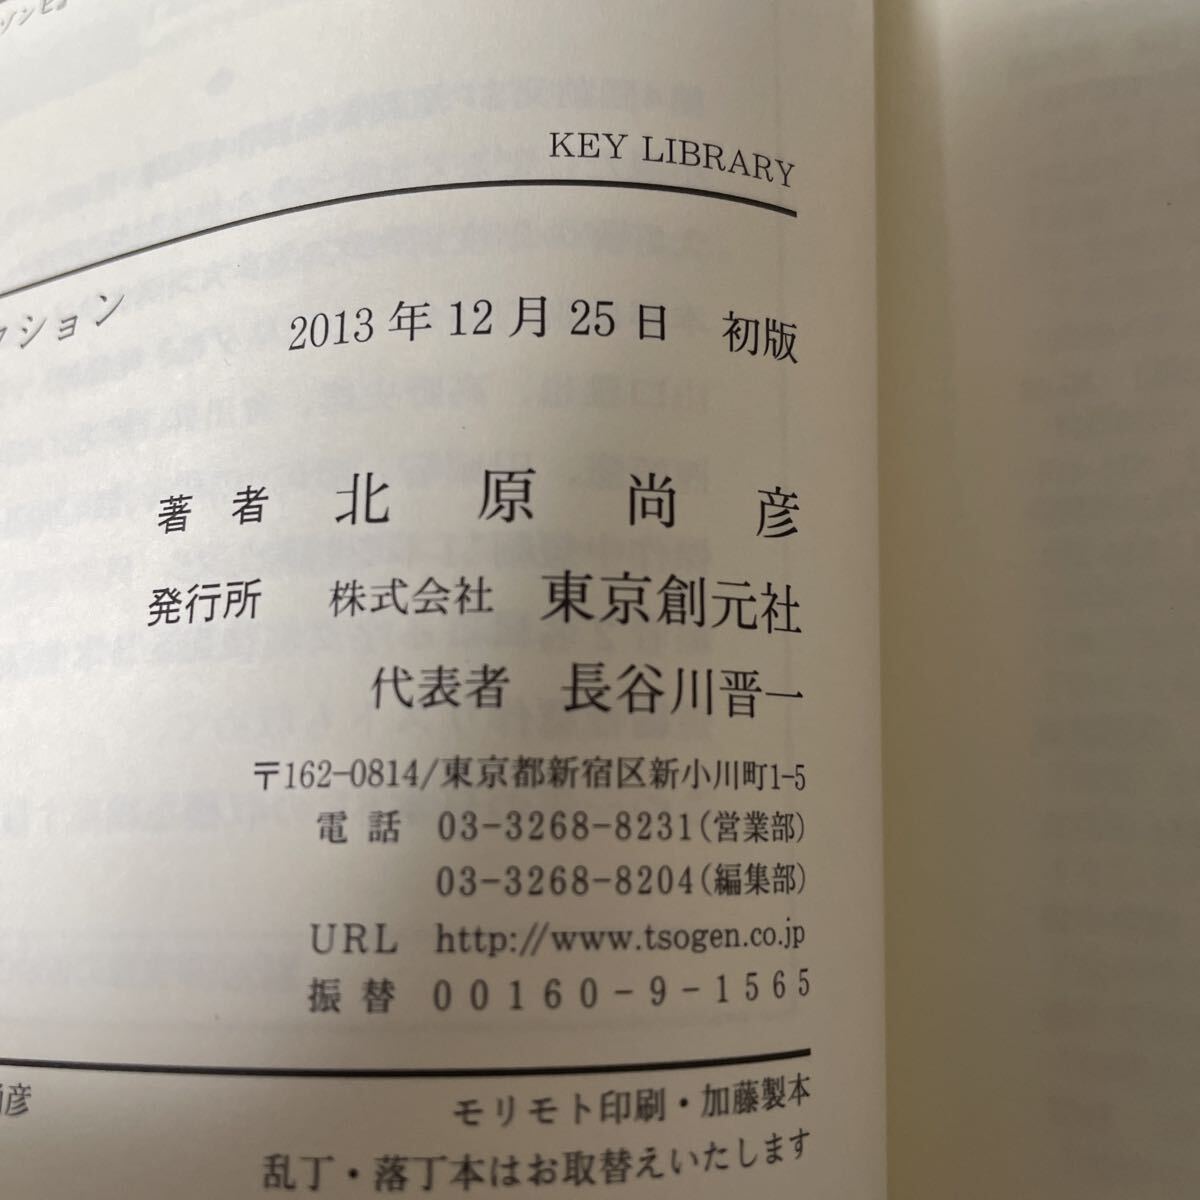 KEY LIBRARY
クション
2013年12月25日 初版
著者 北原尚彦
発行所 株式会社 東京創元社
代表者 長谷川晋一
〒162-0814/東京都新宿区新小川町1-5
電話 03-3268-8231(営業部)
03-3268-8204(編集部)
URL http://www.tsogen.co.jp
振替 00160-9-1565
彦
モリモト印刷・加藤製本
乱丁・落丁本はお取替えいたします